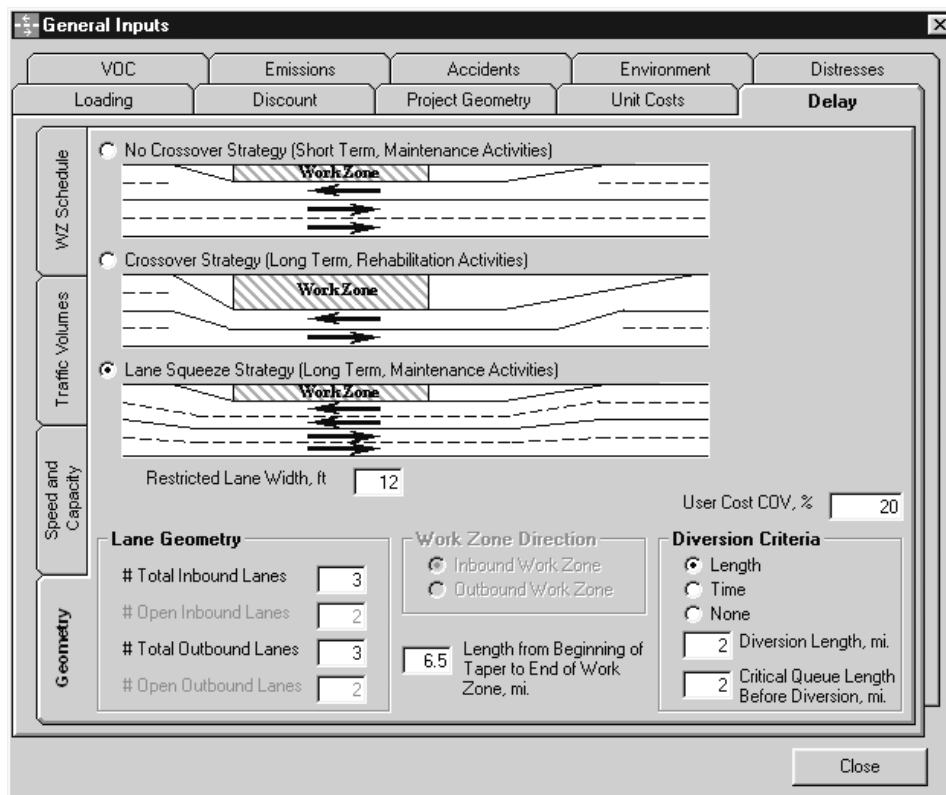 General Inputs
VOC
Emissions
Accidents
Environment
Distresses
Loading
Discount
Project Geometry
Unit Costs
Delay
WZ Schedule
Traffic Volumes
Speed and
Capacity
Geometry
No Crossover Strategy (Short Term, Maintenance Activities)
Work Zone
Crossover Strategy (Long Term, Rehabilitation Activities)
Work Zone
Lane Squeeze Strategy (Long Term, Maintenance Activities)
Work Zone
Restricted Lane Width, ft 12
User Cost COV, % 20
Lane Geometry
# Total Inbound Lanes 3
# Open Inbound Lanes 2
# Total Outbound Lanes 3
# Open Outbound Lanes 2
Work Zone Direction
Inbound Work Zone
Outbound Work Zone
6.5 Length from Beginning of
Taper to End of Work
Zone, mi.
Diversion Criteria
Length
Time
None
2 Diversion Length, mi.
2 Critical Queue Length
Before Diversion, mi.
Close